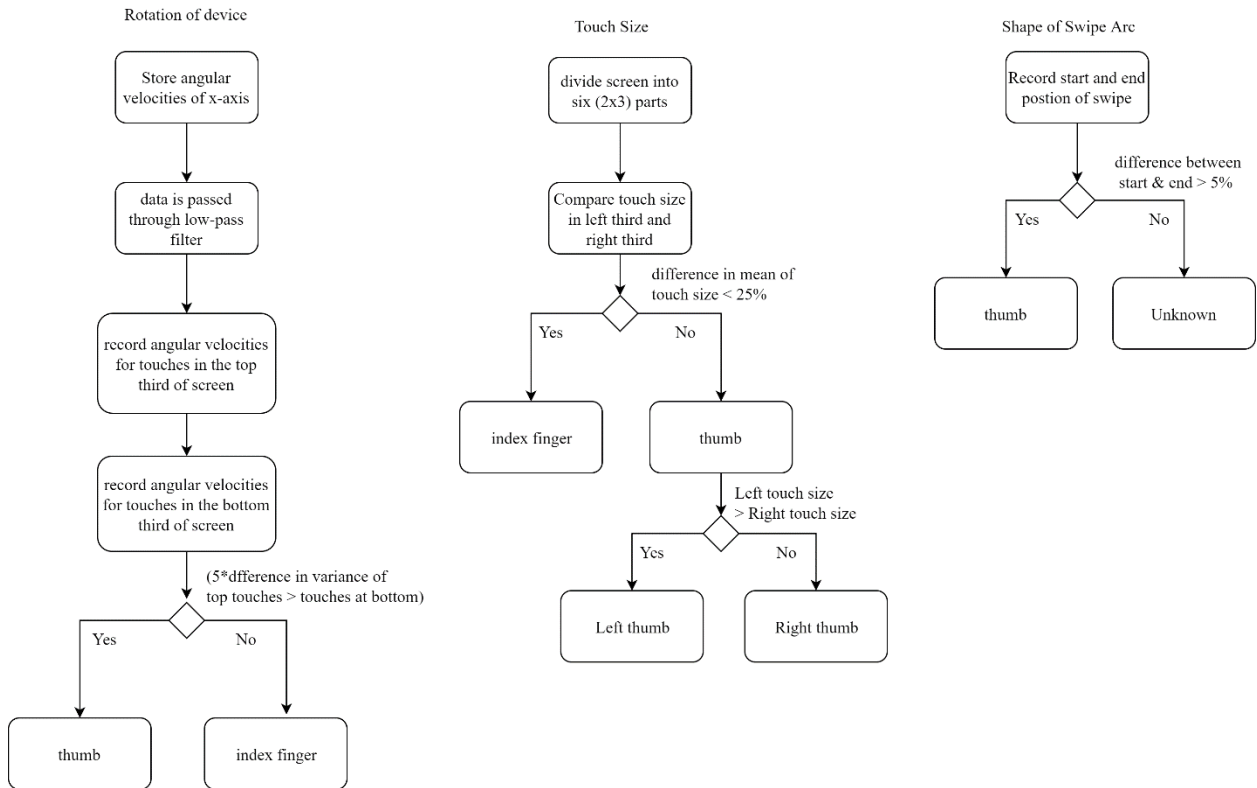 Rotation of device
Store angular
velocities of x-axis
data is passed
through low-pass
filter
record angular velocities
for touches in the top
third of screen
record angular velocities
for touches in the bottom
third of screen
(5*dfference in variance of
top touches > touches at bottom)
Yes
No
thumb
index finger
Touch Size
divide screen into
six (2x3) parts
Compare touch size
in left third and
right third
difference in mean of
touch size < 25%
Yes
No
index finger
thumb
Left touch size
> Right touch size
Yes
No
Left thumb
Right thumb
Shape of Swipe Arc
Record start and end
postion of swipe
difference between
start & end > 5%
Yes
No
thumb
Unknown